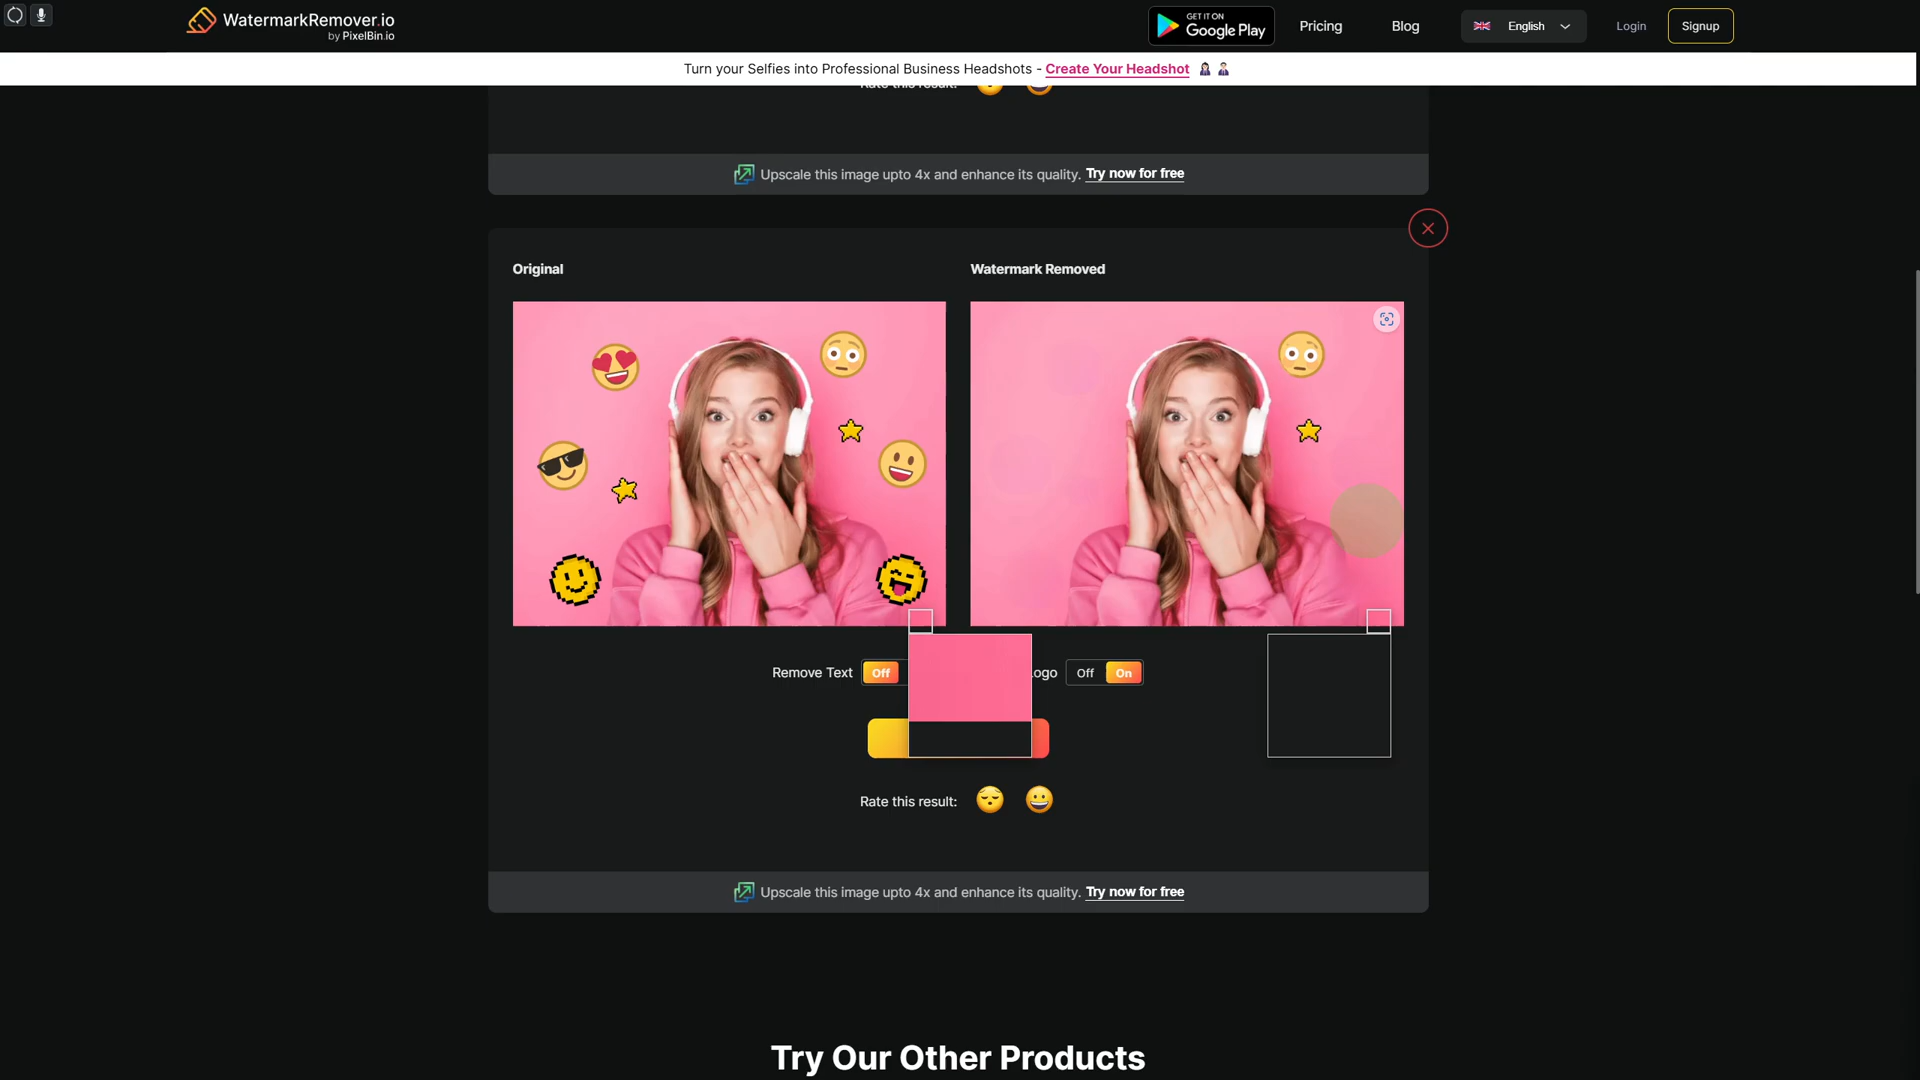 WatermarkRemover.io
by PixelBin.io
GET IT ON
Google Play
Pricing
Blog
English
Login
Signup
Turn your Selfies into Professional Business Headshots - Create Your Headshot
Rate this result:
Upscale this image upto 4x and enhance its quality. Try now for free
Original
Watermark Removed
Remove Text Off
Off On
Rate this result:
Upscale this image upto 4x and enhance its quality. Try now for free
Try Our Other Products